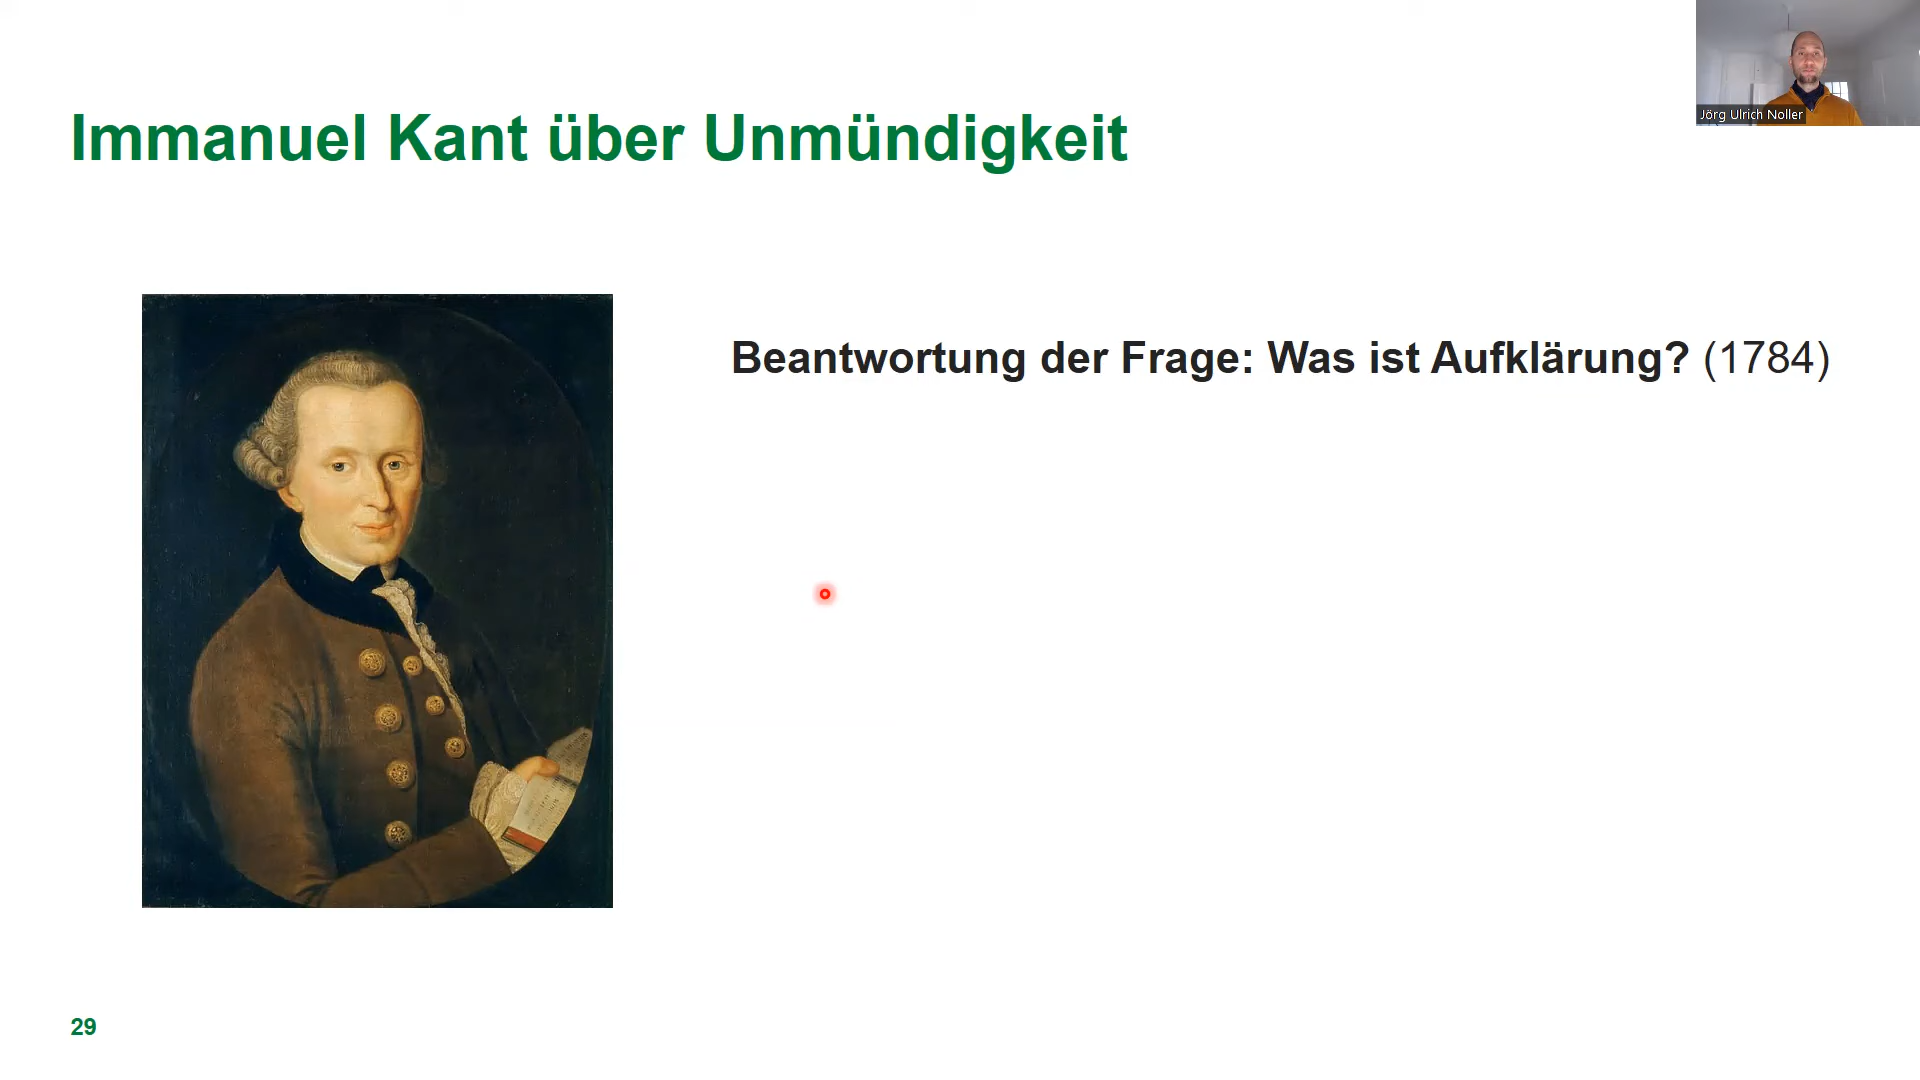 Immanuel Kant über Unmündigkeit
Jörg Ulrich Noller
Beantwortung der Frage: Was ist Aufklärung? (1784)
29